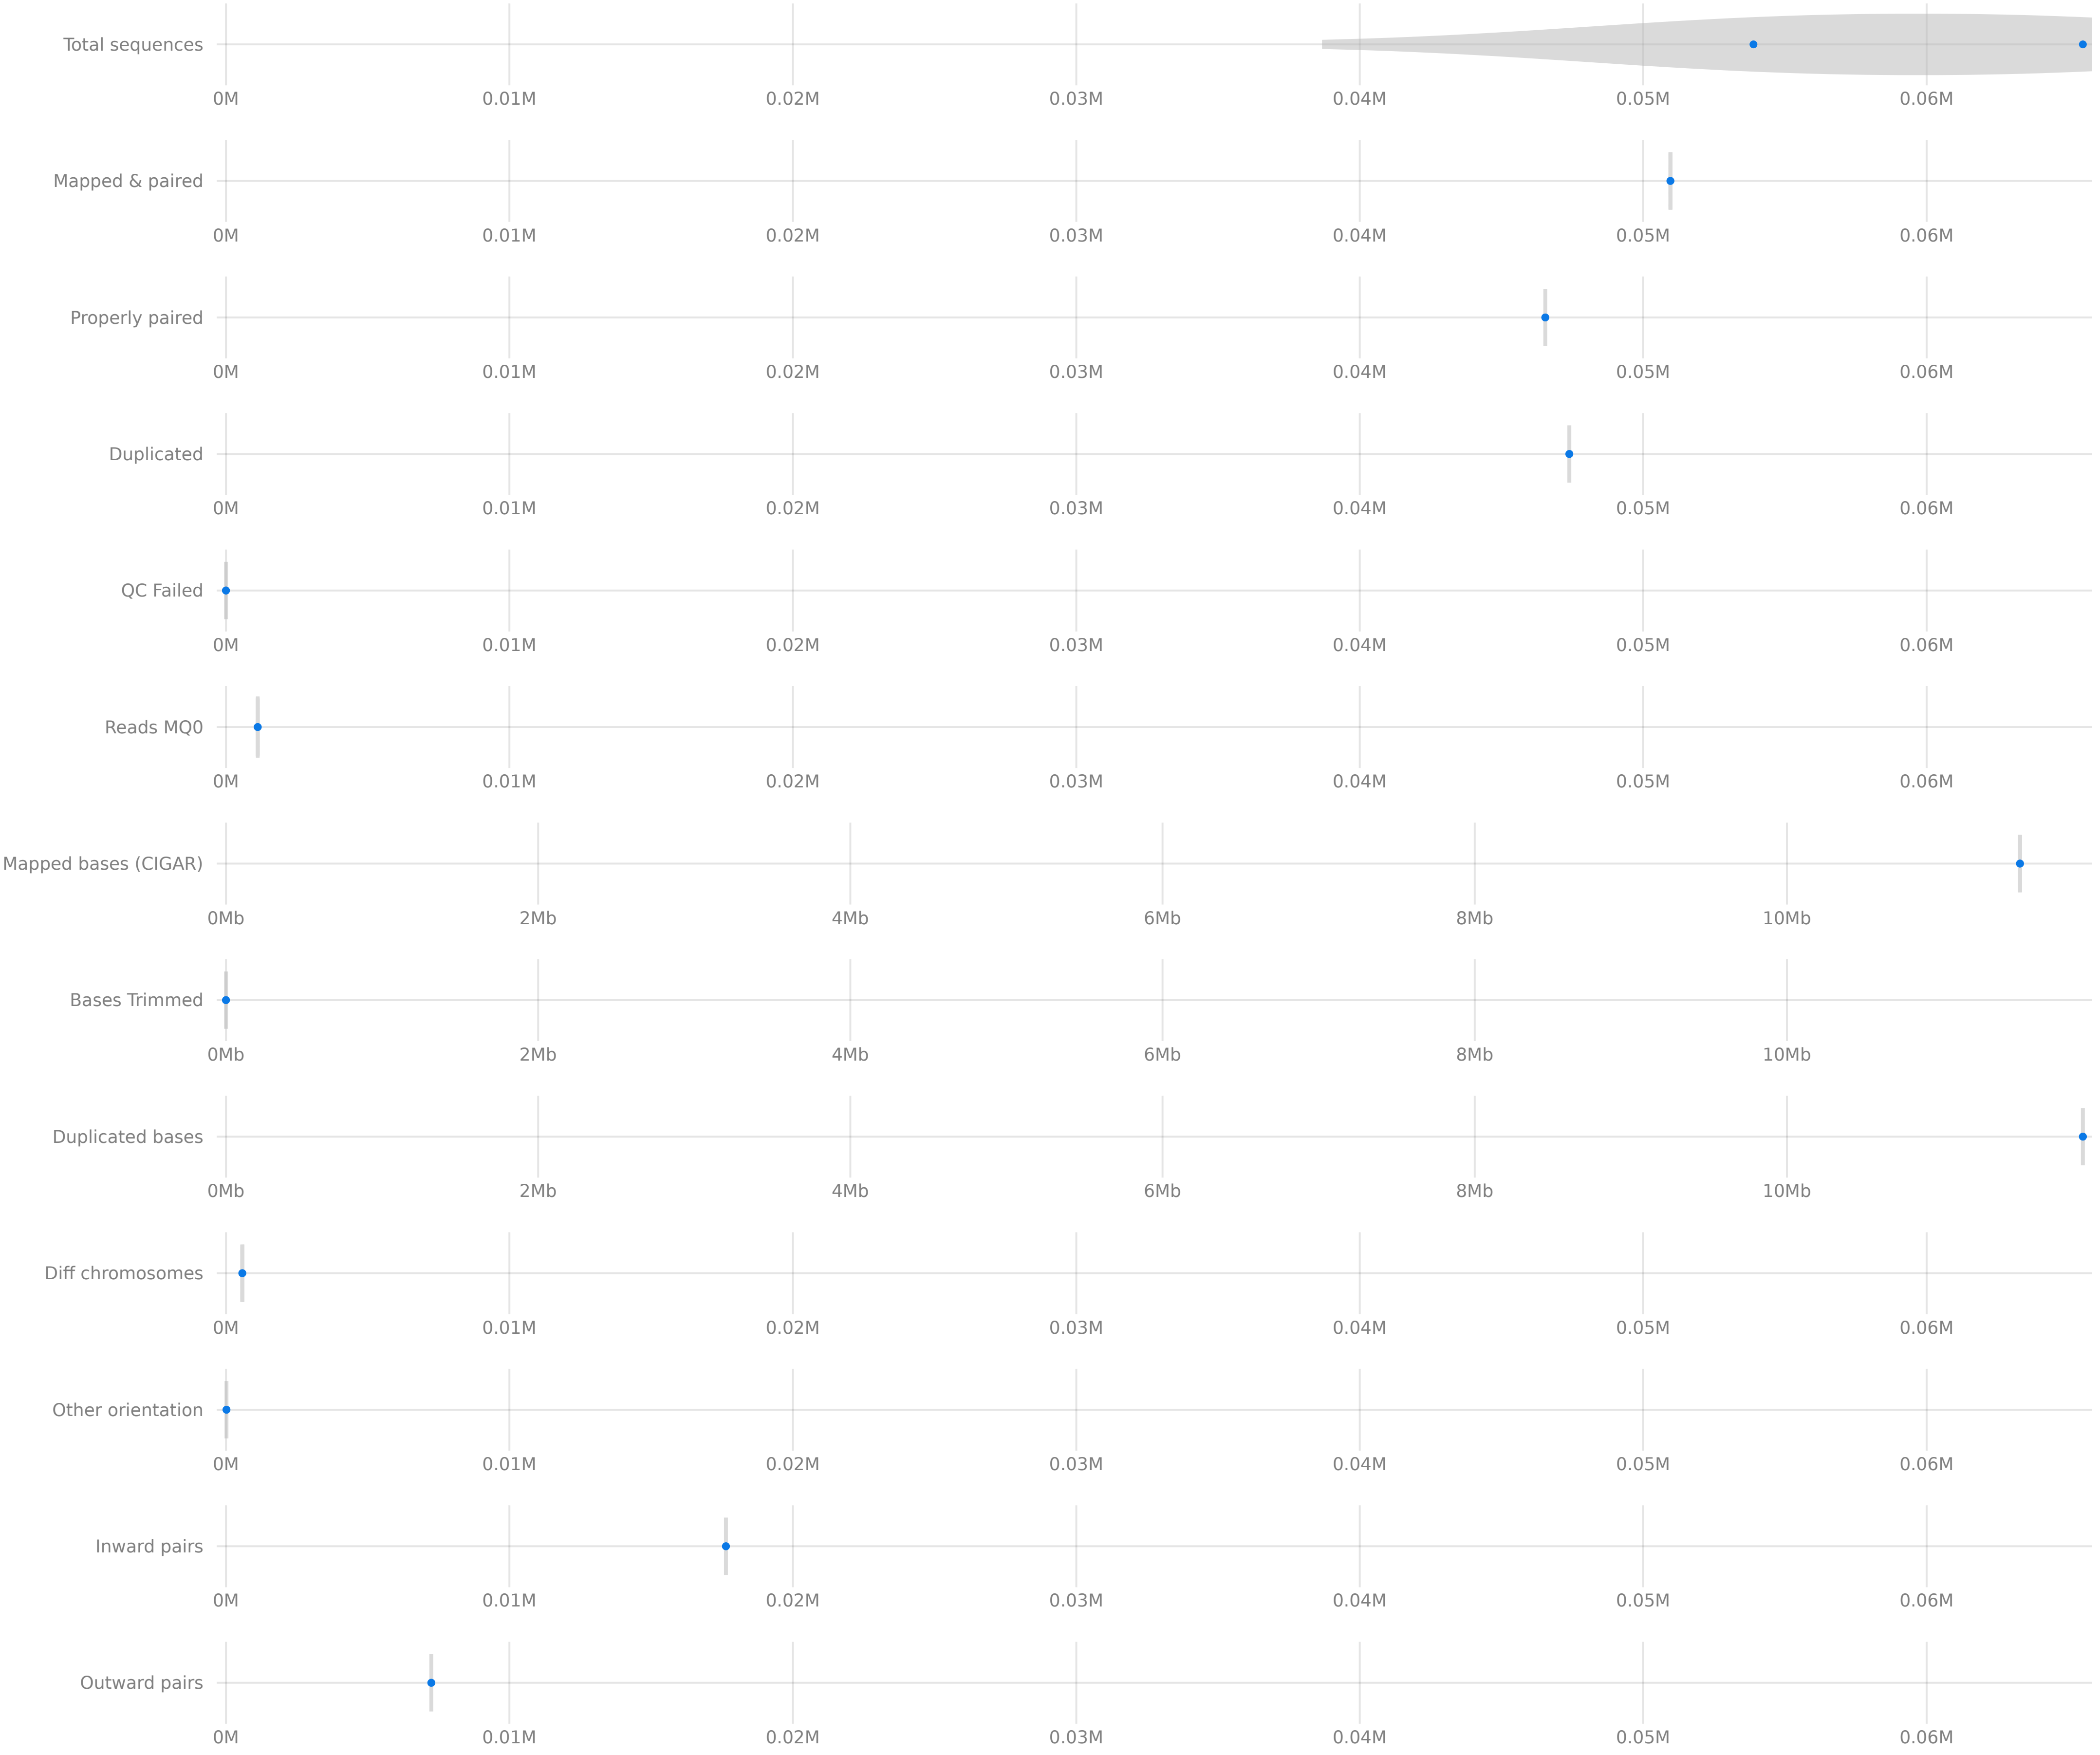 Total sequences
0M 0.01M 0.02M 0.03M 0.04M 0.05M 0.06M
Mapped & paired
0M 0.01M 0.02M 0.03M 0.04M 0.05M 0.06M
Properly paired
0M 0.01M 0.02M 0.03M 0.04M 0.05M 0.06M
Duplicated
0M 0.01M 0.02M 0.03M 0.04M 0.05M 0.06M
QC Failed
0M 0.01M 0.02M 0.03M 0.04M 0.05M 0.06M
Reads MQ0
0M 0.01M 0.02M 0.03M 0.04M 0.05M 0.06M
Mapped bases (CIGAR)
0Mb 2Mb 4Mb 6Mb 8Mb 10Mb
Bases Trimmed
0Mb 2Mb 4Mb 6Mb 8Mb 10Mb
Duplicated bases
0Mb 2Mb 4Mb 6Mb 8Mb 10Mb
Diff chromosomes
0M 0.01M 0.02M 0.03M 0.04M 0.05M 0.06M
Other orientation
0M 0.01M 0.02M 0.03M 0.04M 0.05M 0.06M
Inward pairs
0M 0.01M 0.02M 0.03M 0.04M 0.05M 0.06M
Outward pairs
0M 0.01M 0.02M 0.03M 0.04M 0.05M 0.06M